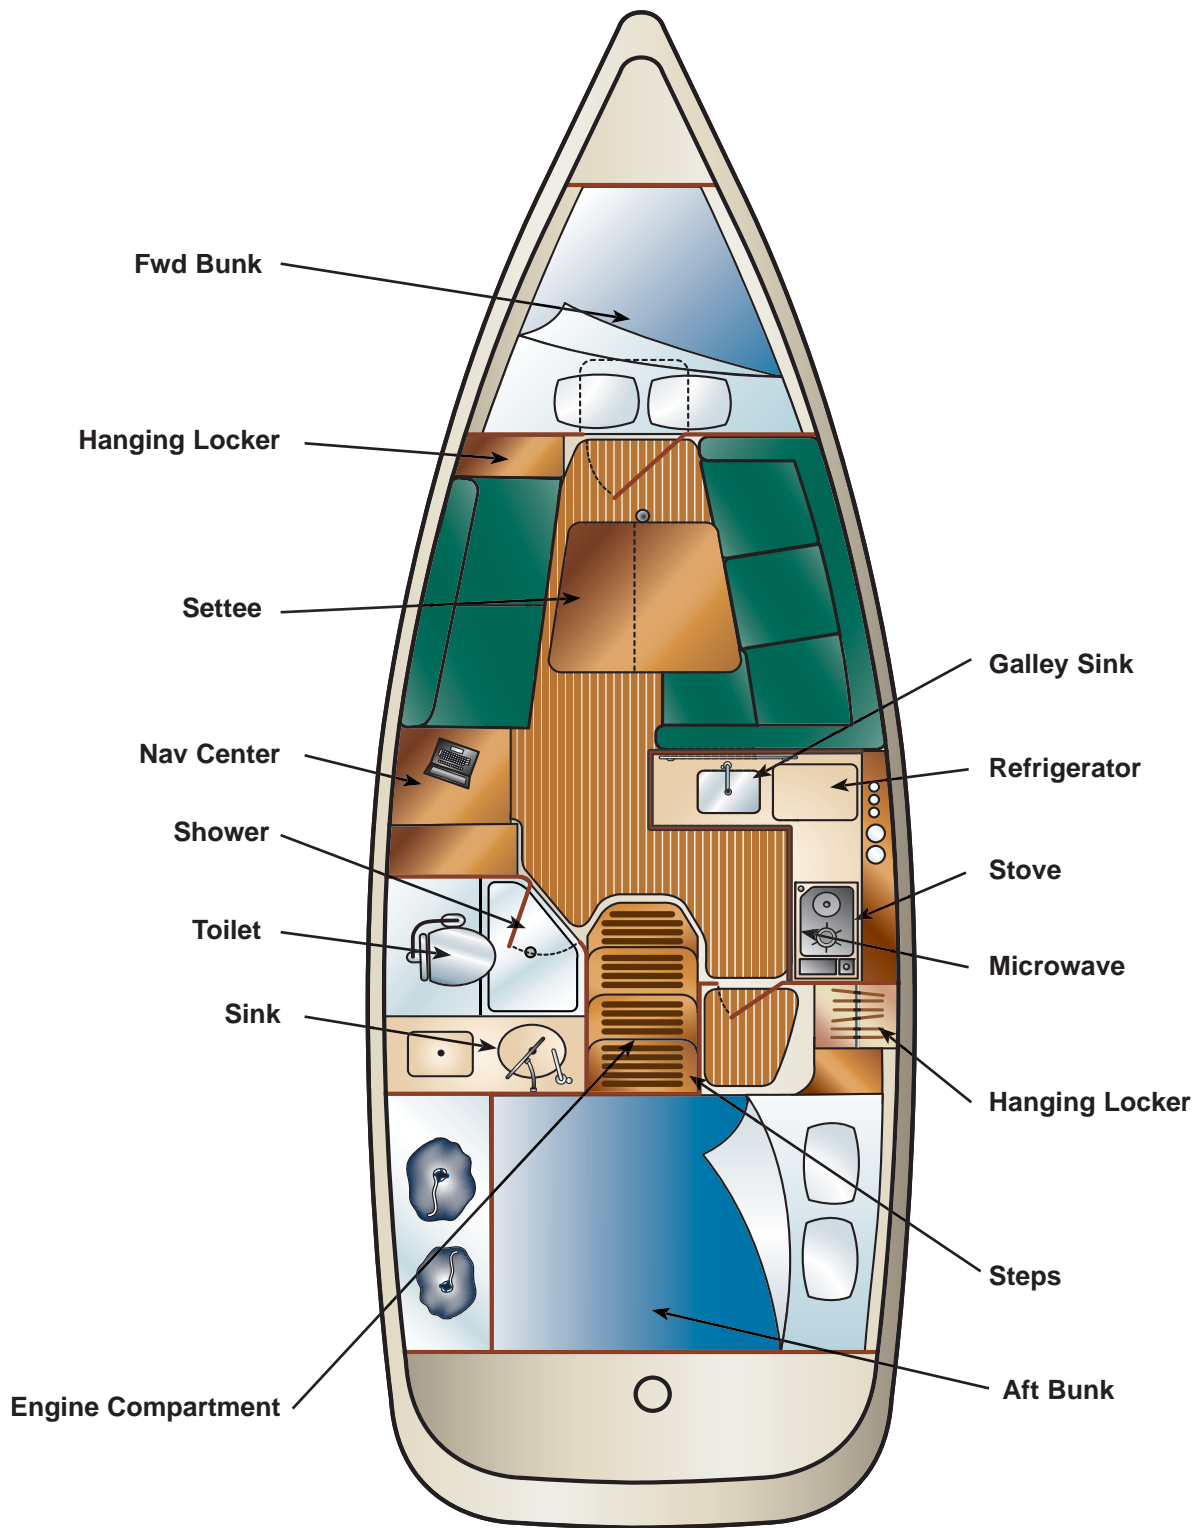 Fwd Bunk
Hanging Locker
Settee
Galley Sink
Nav Center
Refrigerator
Shower
Stove
Toilet
Microwave
Sink
Hanging Locker
Steps
Aft Bunk
Engine Compartment